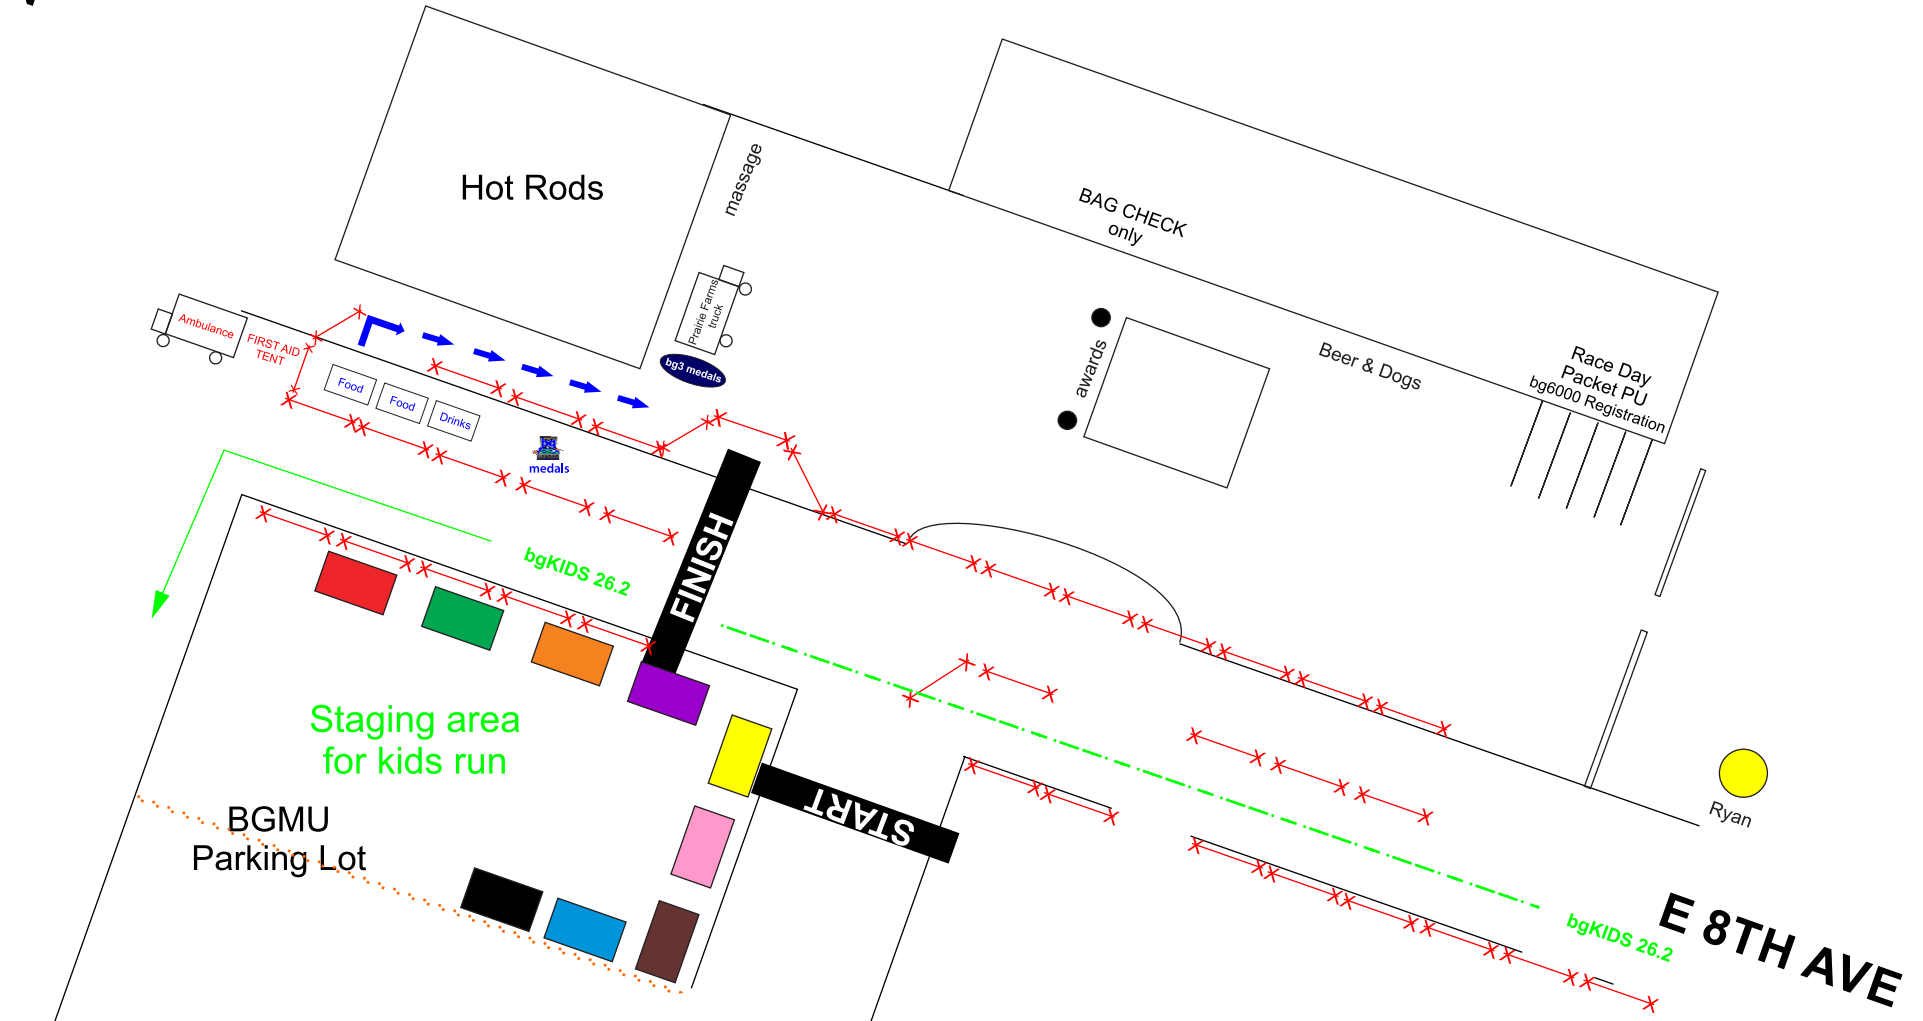 Hot Rods
massage
BAG CHECK
only
Prairie Farms
truck
bg3 medals
Ambulance
FIRST AID
TENT
Food
Food
Drinks
bg
medals
awards
Beer & Dogs
Race Day
Packet PU
bg6000 Registration
FINISH
bgKIDS 26.2
Staging area
for kids run
BGMU
Parking Lot
START
Ryan
bgKIDS 26.2
E 8TH AVE